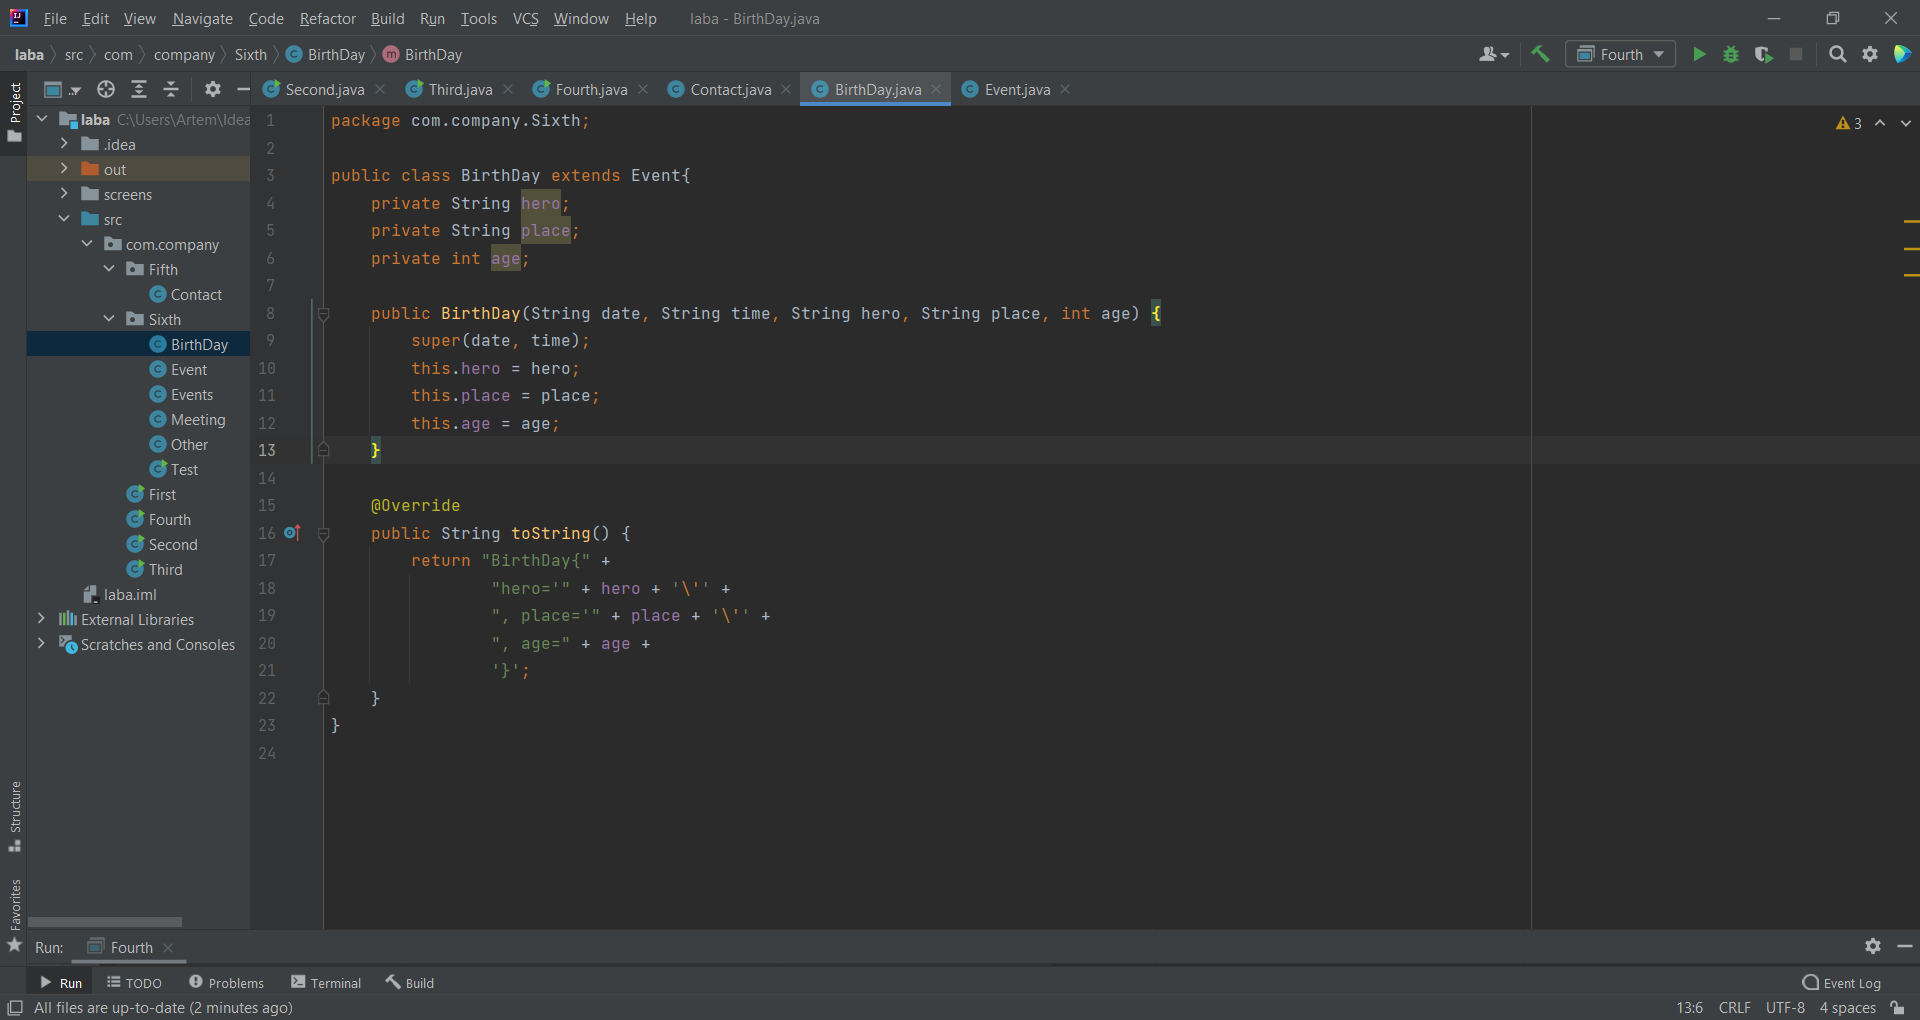 File Edit View Navigate Code Refactor Build Run Tools VCS Window Help laba - BirthDay.java
laba src com company Sixth BirthDay m BirthDay Fourth
Project
Second.java Third.java Fourth.java Contact.java BirthDay.java Event.java
laba C:\Users\Artem\Idea
.idea
out
screens
src
com.company
Fifth
Contact
Sixth
BirthDay
Event
Events
Meeting
Other
Test
First
Fourth
Second
Third
laba.iml
External Libraries
Scratches and Consoles
3
1 package com.company.Sixth;
2
3 public class BirthDay extends Event{
4 private String hero;
5 private String place;
6 private int age;
7
8 public BirthDay(String date, String time, String hero, String place, int age) {
9 super(date, time);
10 this.hero = hero;
11 this.place = place;
12 this.age = age;
13 }
14
15 @Override
16 public String toString() {
17 return "BirthDay{" +
18 "hero='" + hero + '\'' +
19 ", place='" + place + '\'' +
20 ", age=" + age +
21 '}';
22 }
23 }
24
Structure
Favorites
Run: Fourth
Run TODO Problems Terminal Build Event Log
All files are up-to-date (2 minutes ago) 13:6 CRLF UTF-8 4 spaces